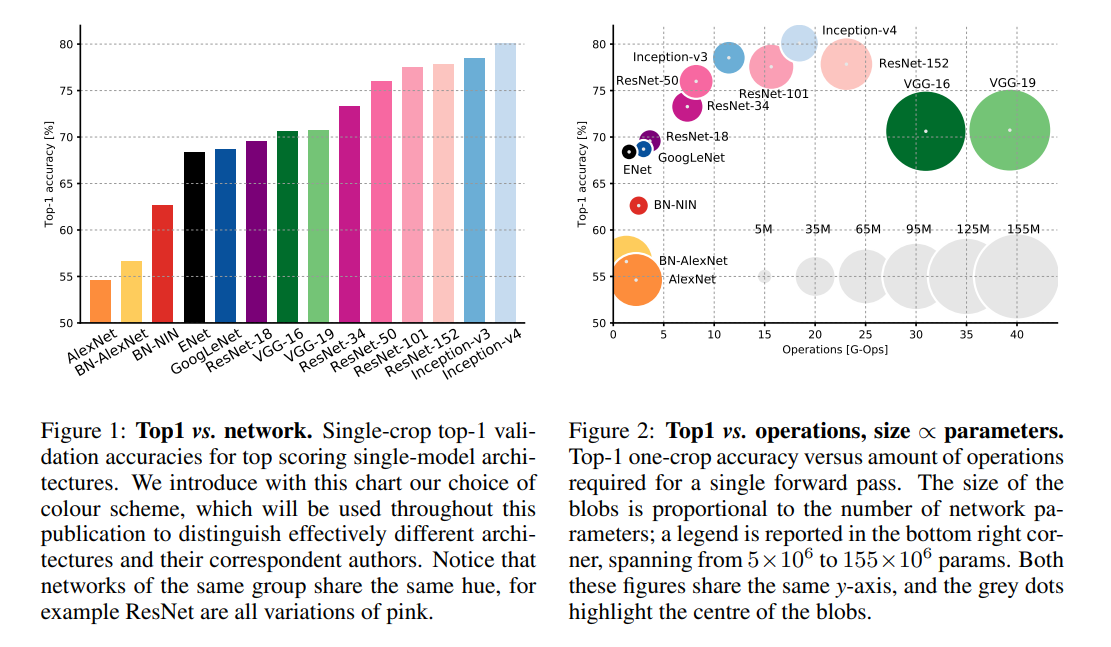 80
75
70
65
60
55
50
Top-1 accuracy [%]
AlexNet
BN-AlexNet
BN-NIN
ENet
GoogLeNet
ResNet-18
VGG-16
VGG-19
ResNet-34
ResNet-50
ResNet-101
ResNet-152
Inception-v3
Inception-v4
80
75
70
65
60
55
50
Top-1 accuracy [%]
Inception-v4
Inception-v3
ResNet-152
ResNet-50
VGG-16
VGG-19
ResNet-101
ResNet-34
ResNet-18
GoogLeNet
ENet
BN-NIN
5M 35M 65M 95M 125M 155M
BN-AlexNet
AlexNet
0 5 10 15 20 25 30 35 40
Operations [G-Ops]
Figure 1: Top1 vs. network. Single-crop top-1 vali-
dation accuracies for top scoring single-model archi-
tectures. We introduce with this chart our choice of
colour scheme, which will be used throughout this
publication to distinguish effectively different archi-
tectures and their correspondent authors. Notice that
networks of the same group share the same hue, for
example ResNet are all variations of pink.
Figure 2: Top1 vs. operations, size ∝ parameters.
Top-1 one-crop accuracy versus amount of operations
required for a single forward pass. The size of the
blobs is proportional to the number of network pa-
rameters; a legend is reported in the bottom right cor-
ner, spanning from 5×10⁶ to 155×10⁶ params. Both
these figures share the same y-axis, and the grey dots
highlight the centre of the blobs.